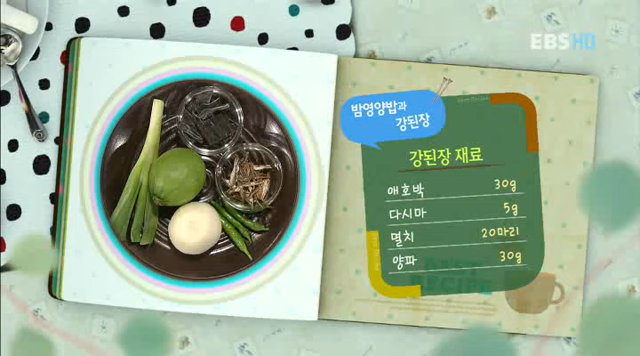 EBS HD
밤영양밥과
강된장
강된장 재료
애호박 30g
다시마 5g
멸치 20마리
양파 30g